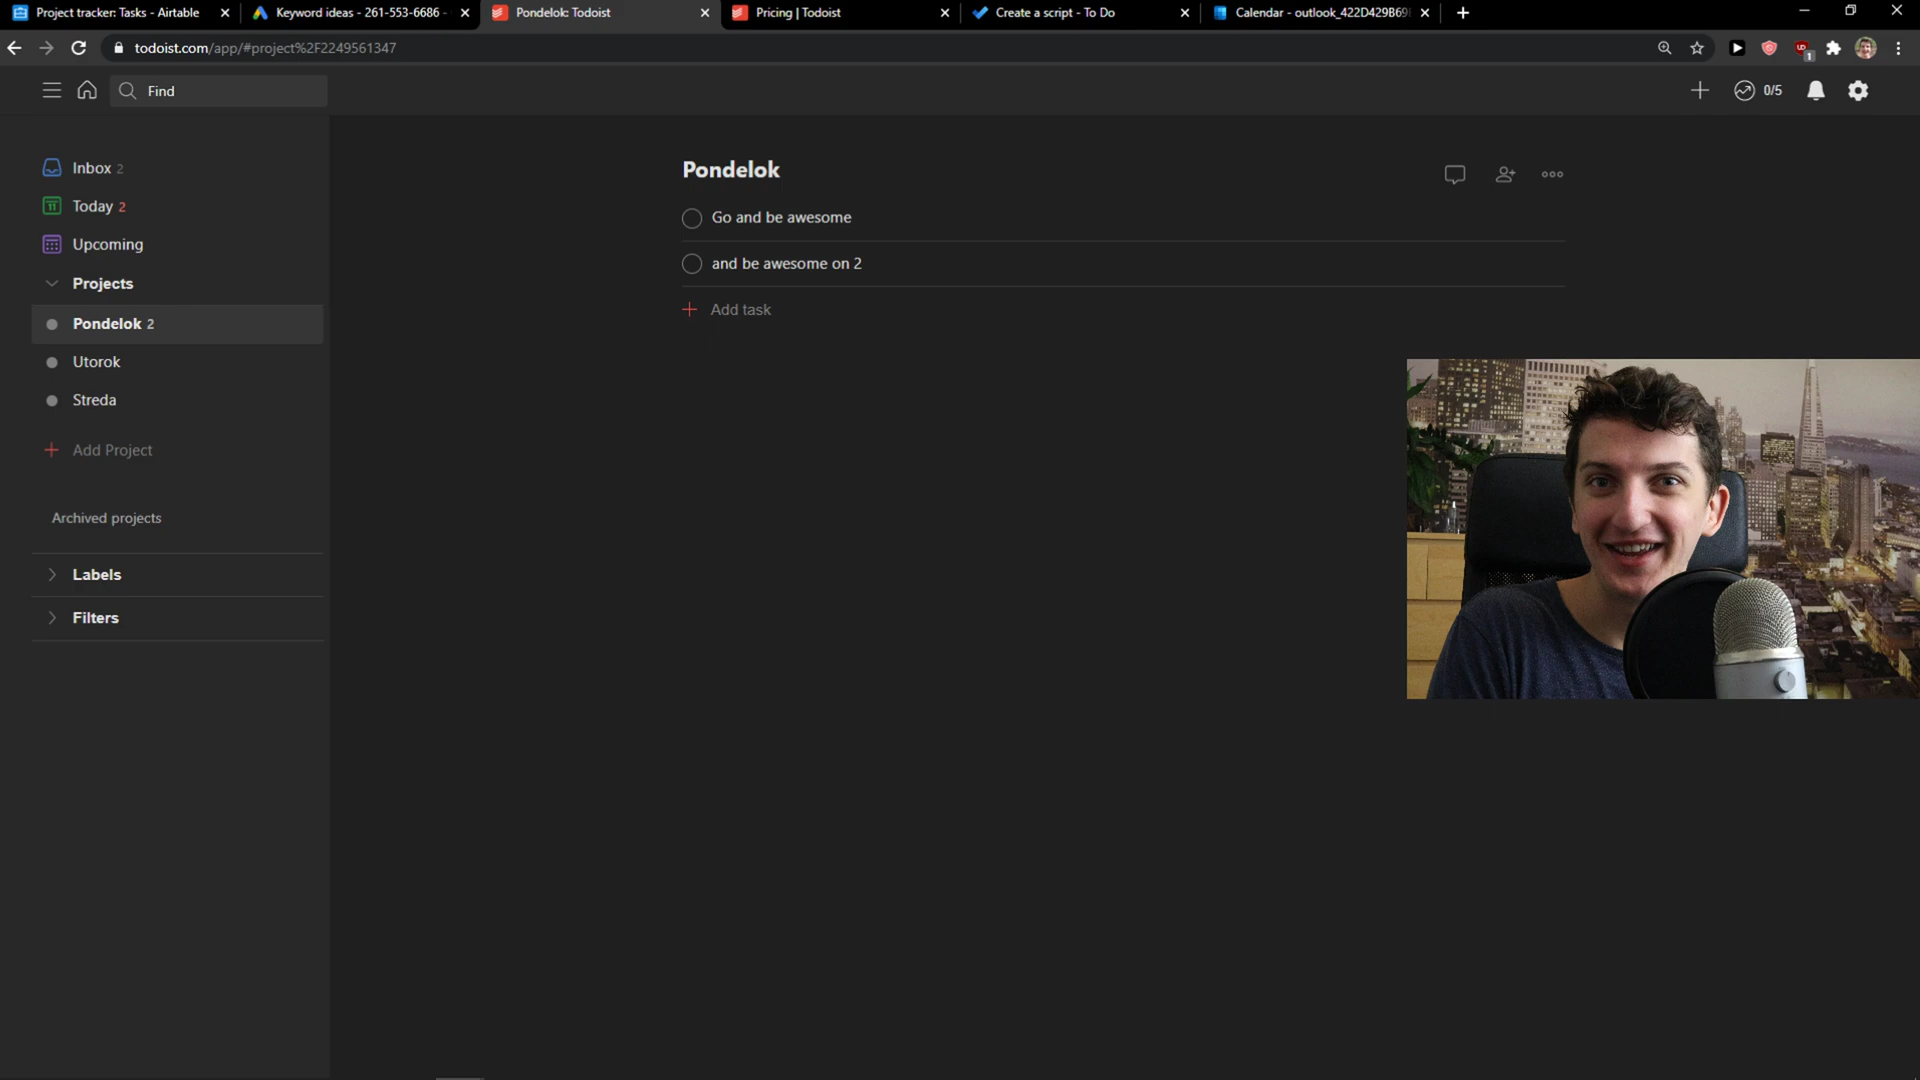 Project tracker: Tasks - Airtable
Keyword ideas - 261-553-6686 -
Pondelok: Todoist
Pricing | Todoist
Create a script - To Do
Calendar - outlook_422D429B69
todoist.com/app/#project%2F2249561347
1
Find
0/5
Inbox 2
11
Today 2
Upcoming
Projects
Pondelok 2
Utorok
Streda
Add Project
Archived projects
Labels
Filters
Pondelok
Go and be awesome
and be awesome on 2
Add task